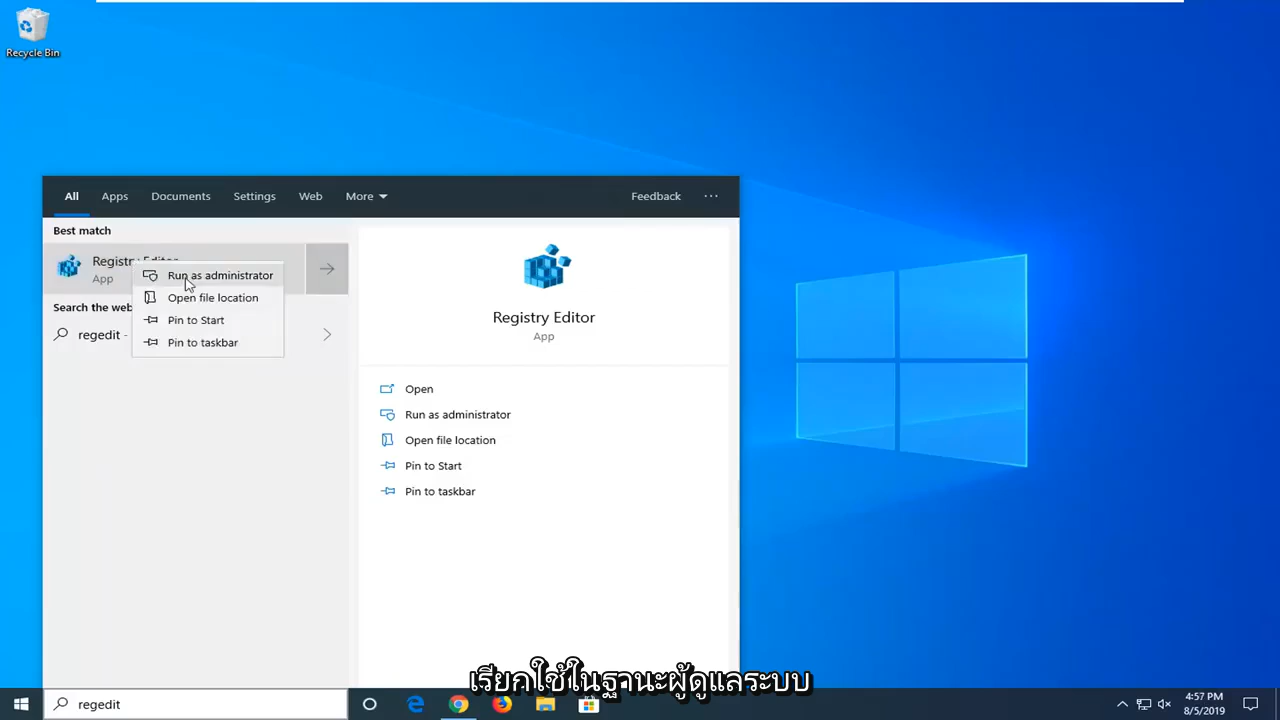 Recycle Bin
All Apps Documents Settings Web More Feedback ...
Best match
Registry Editor
App
Run as administrator
Open file location
Pin to Start
Pin to taskbar
Search the web
regedit -
Registry Editor
App
Open
Run as administrator
Open file location
Pin to Start
Pin to taskbar
เรียกใช้ในฐานะผู้ดูแลระบบ
regedit
4:57 PM
8/5/2019